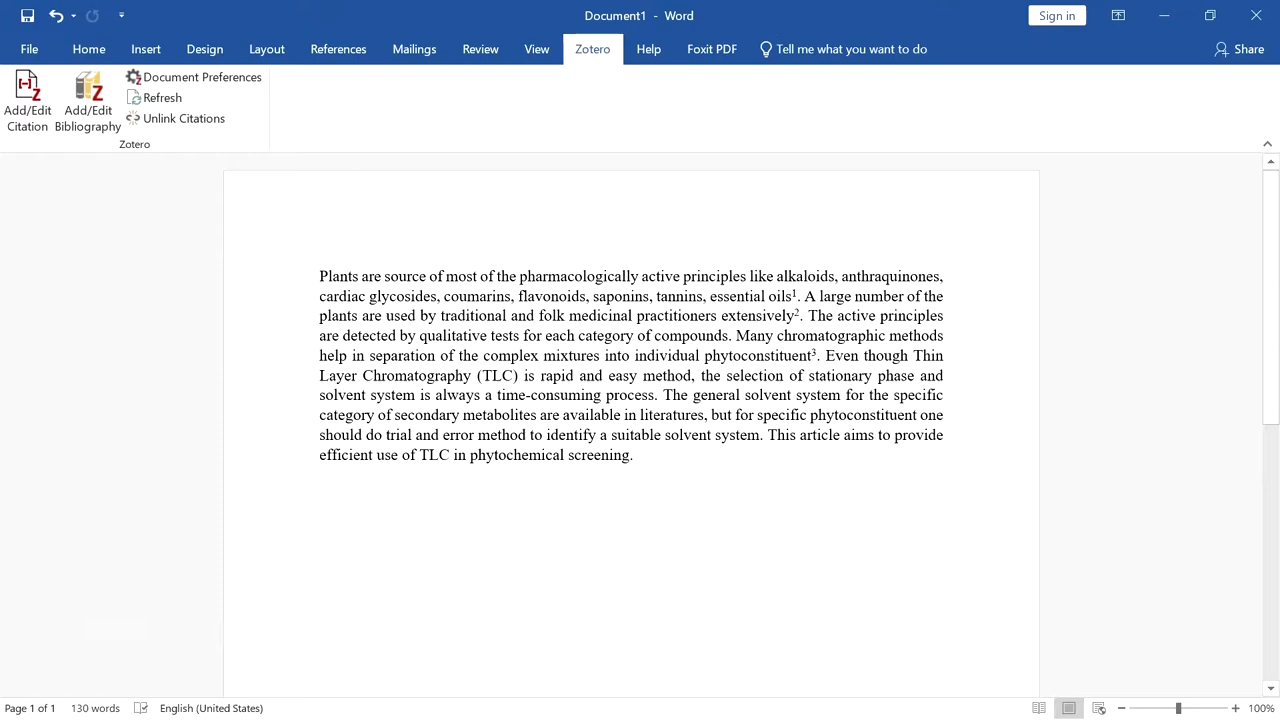 Document1 - Word
Sign in
File Home Insert Design Layout References Mailings Review View Zotero Help Foxit PDF Tell me what you want to do Share
Add/Edit Citation
Add/Edit Bibliography
Document Preferences
Refresh
Unlink Citations
Zotero
Plants are source of most of the pharmacologically active principles like alkaloids, anthraquinones,
cardiac glycosides, coumarins, flavonoids, saponins, tannins, essential oils¹. A large number of the
plants are used by traditional and folk medicinal practitioners extensively². The active principles
are detected by qualitative tests for each category of compounds. Many chromatographic methods
help in separation of the complex mixtures into individual phytoconstituent³. Even though Thin
Layer Chromatography (TLC) is rapid and easy method, the selection of stationary phase and
solvent system is always a time-consuming process. The general solvent system for the specific
category of secondary metabolites are available in literatures, but for specific phytoconstituent one
should do trial and error method to identify a suitable solvent system. This article aims to provide
efficient use of TLC in phytochemical screening.
Page 1 of 1 130 words English (United States) 100%